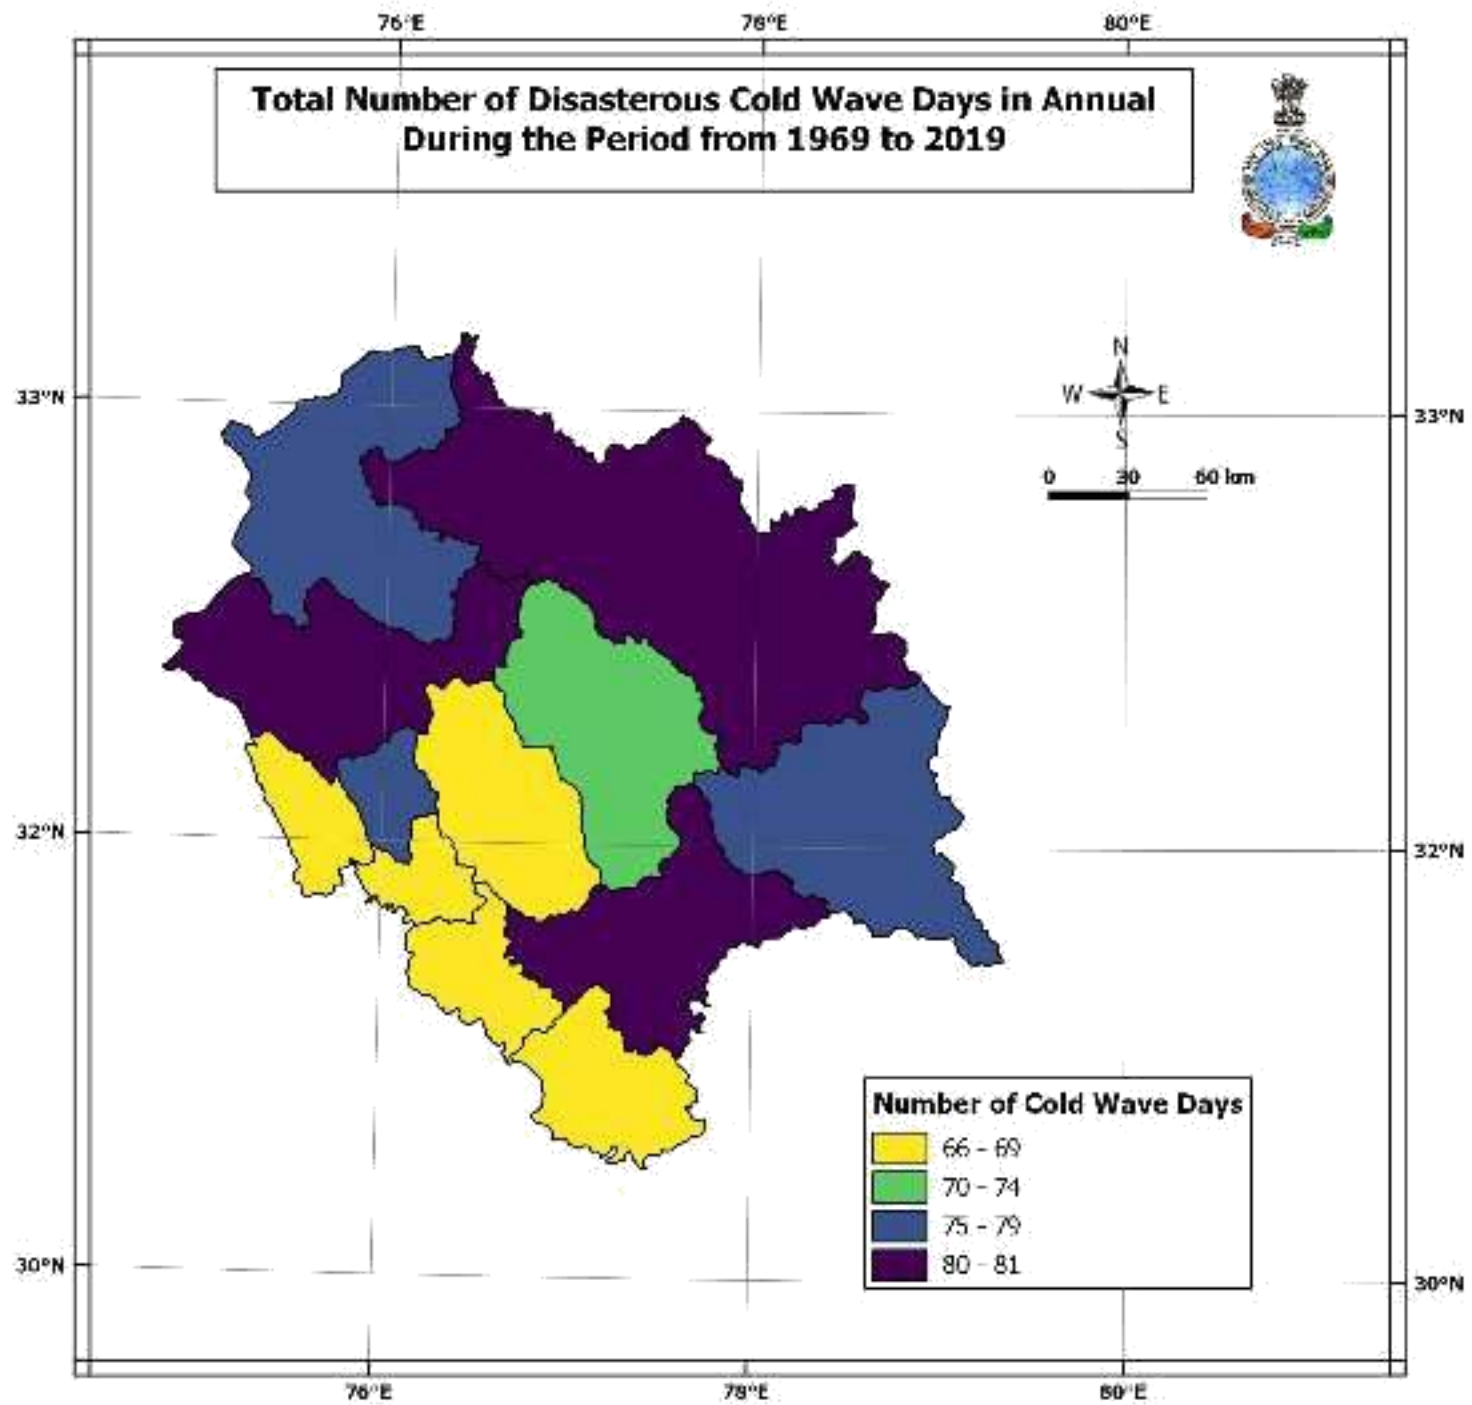 76°E 78°E 80°E
Total Number of Disasterous Cold Wave Days in Annual
During the Period from 1969 to 2019
N
W E
S
33°N 33°N
0 30 60 km
32°N 32°N
Number of Cold Wave Days
66 - 69
70 - 74
75 - 79
80 - 81
30°N 30°N
76°E 78°E 80°E